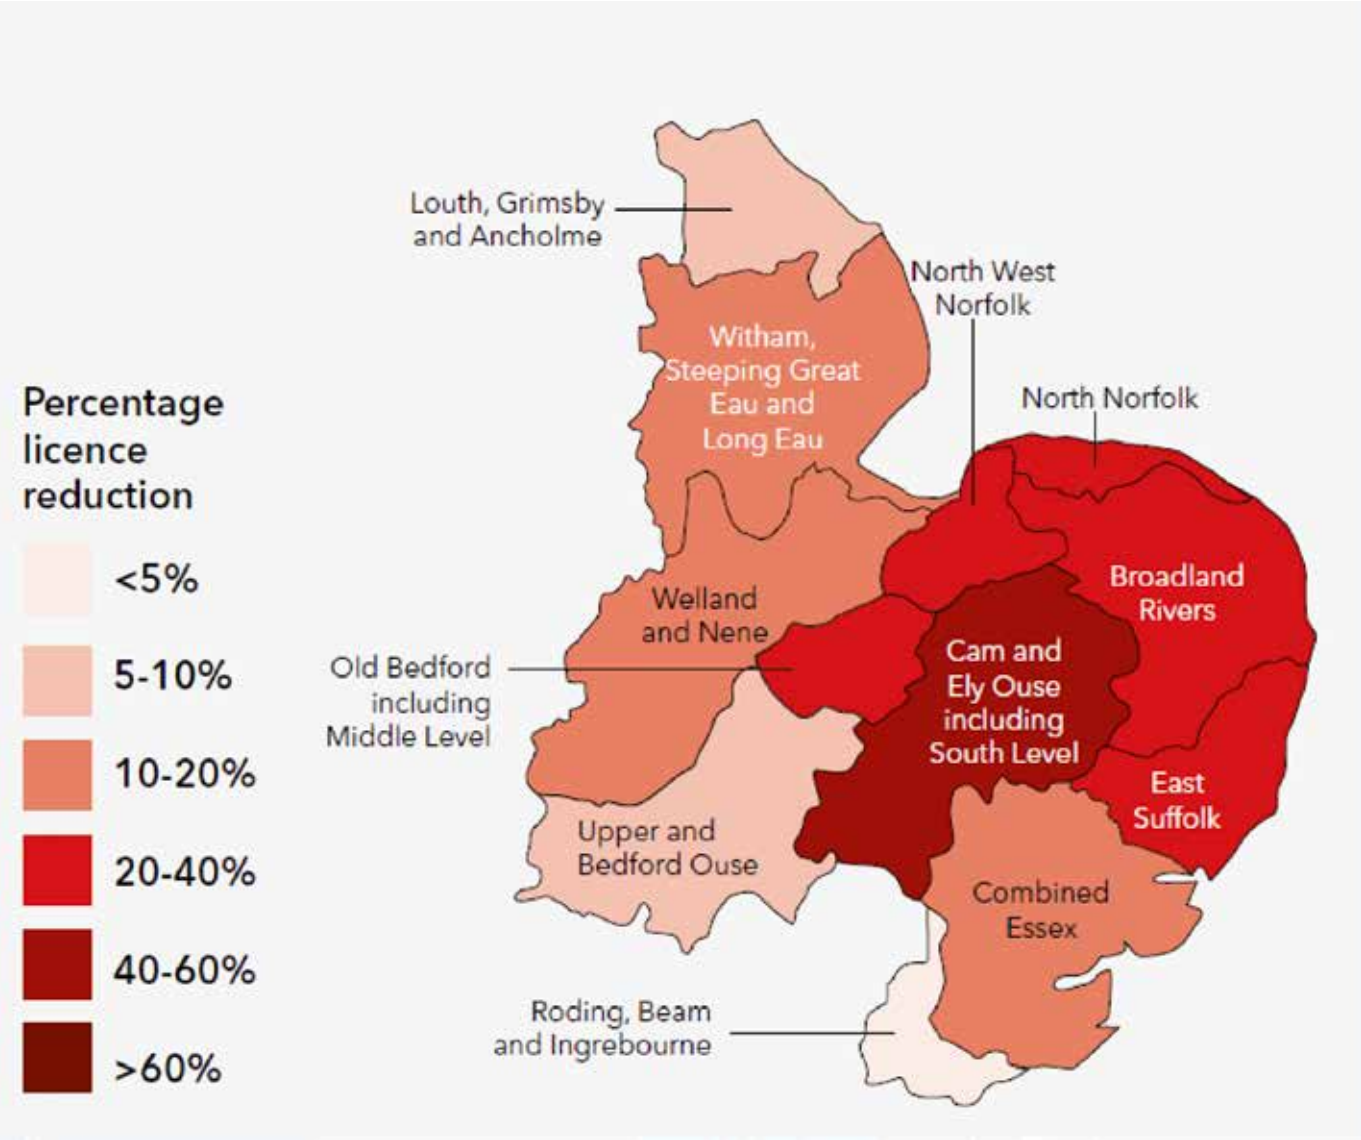 Louth, Grimsby
and Ancholme
North West
Norfolk
Witham,
Steeping Great
Eau and
Long Eau
North Norfolk
Percentage
licence
reduction
<5%
5-10%
10-20%
20-40%
40-60%
>60%
Broadland
Rivers
Welland
and Nene
Old Bedford
including
Middle Level
Cam and
Ely Ouse
including
South Level
East
Suffolk
Upper and
Bedford Ouse
Combined
Essex
Roding, Beam
and Ingrebourne